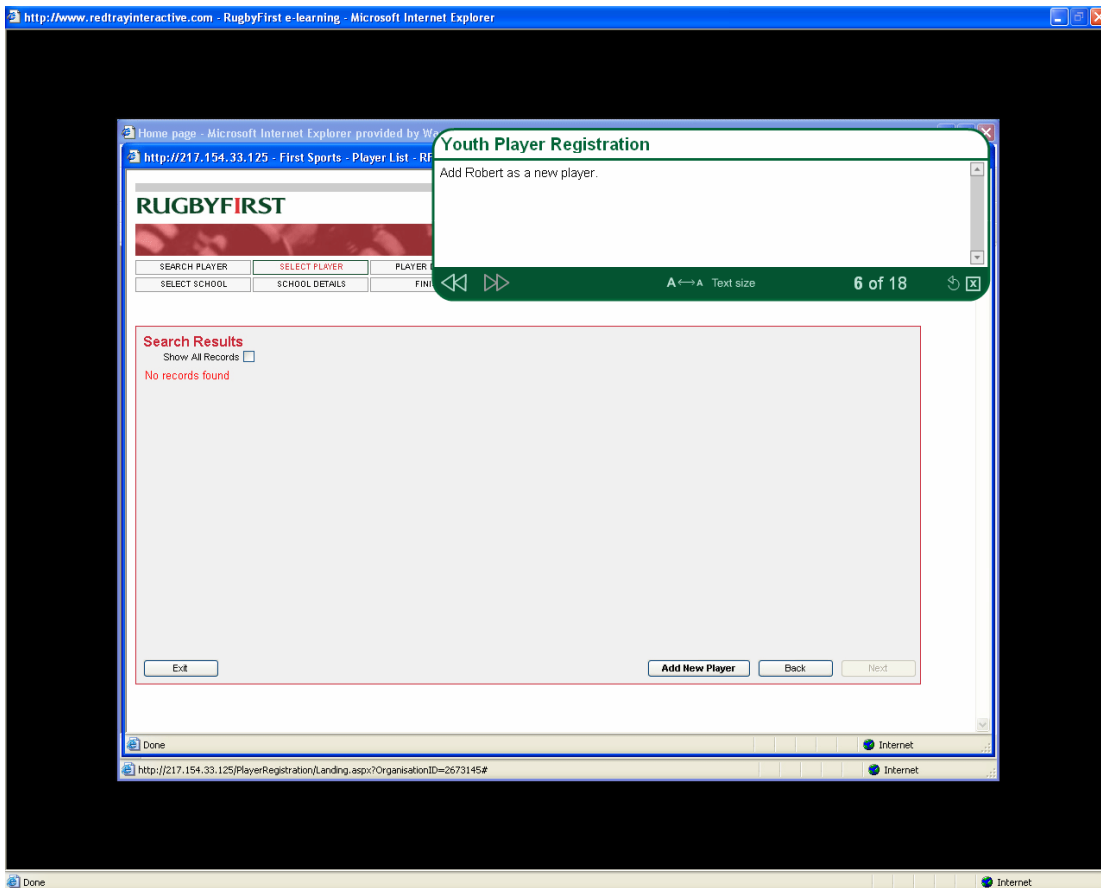 http://www.redtrayinteractive.com - RugbyFirst e-learning - Microsoft Internet Explorer
Home page - Microsoft Internet Explorer provided by Wa
http://217.154.33.125 - First Sports - Player List - RF
Youth Player Registration
Add Robert as a new player.
A↔A Text size
6 of 18
RUGBYFIRST
SEARCH PLAYER
SELECT PLAYER
PLAYER
SELECT SCHOOL
SCHOOL DETAILS
FINI
Search Results
Show All Records
No records found
Exit
Add New Player
Back
Next
Done
Internet
http://217.154.33.125/PlayerRegistration/Landing.aspx?OrganisationID=2673145#
Internet
Done
Internet